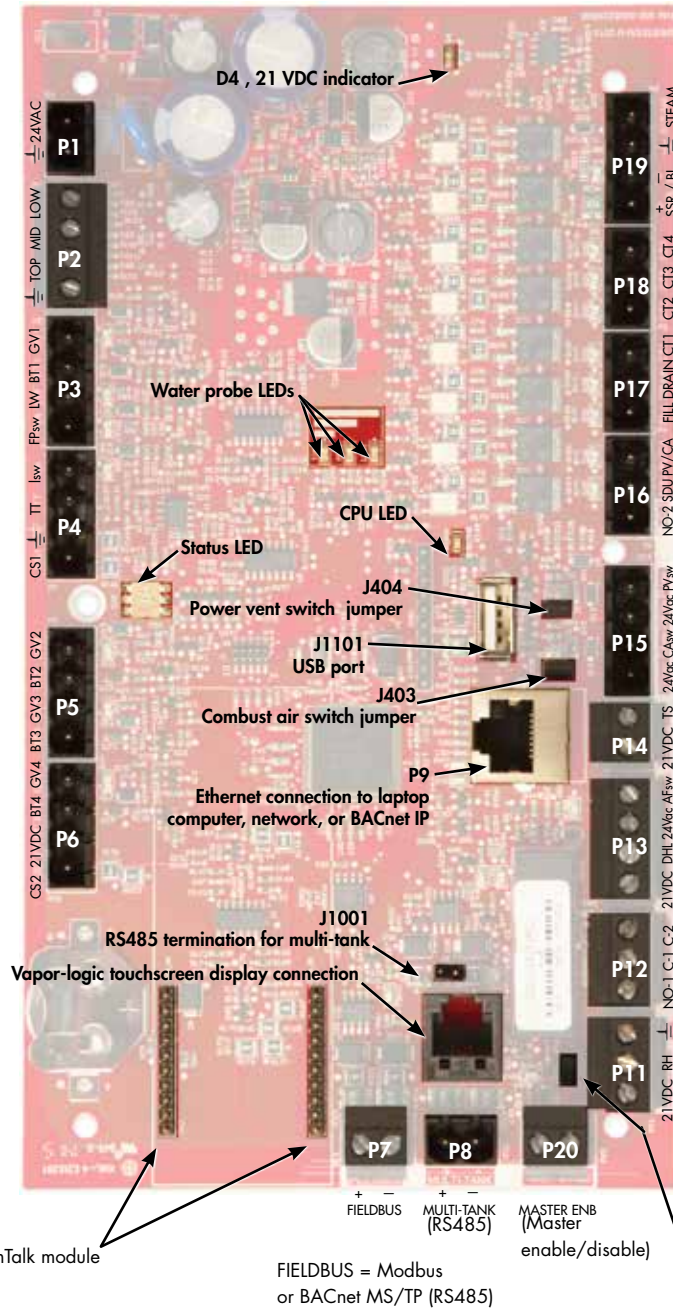 D4 , 21 VDC indicator
24VAC
P1
TOP MID LOW
P2
FPsw LW BT1 GV1
P3
CS1 TT Isw
P4
BT3 GV3 BT2 GV2
P5
CS2 21VDC BT4 GV4
P6
STEAM
+ − SSR / BL
P19
CT2 CT3 CT4
P18
FILL DRAIN CT1
P17
NO-2 SDU PV/CA
P16
24Vac CAsw 24Vac PVsw
P15
21VDC TS
P14
21VDC DHL 24Vac AFsw
P13
NO-1 C-1 C-2
P12
21VDC RH
P11
Water probe LEDs
CPU LED
Status LED
J404
Power vent switch jumper
J1101
USB port
J403
Combust air switch jumper
P9
Ethernet connection to laptop
computer, network, or BACnet IP
J1001
RS485 termination for multi-tank
Vapor-logic touchscreen display connection
P7
P8
P20
+ −
FIELDBUS
+ −
MULTI-TANK
(RS485)
MASTER ENB
(Master
enable/disable)
nTalk module
FIELDBUS = Modbus
or BACnet MS/TP (RS485)